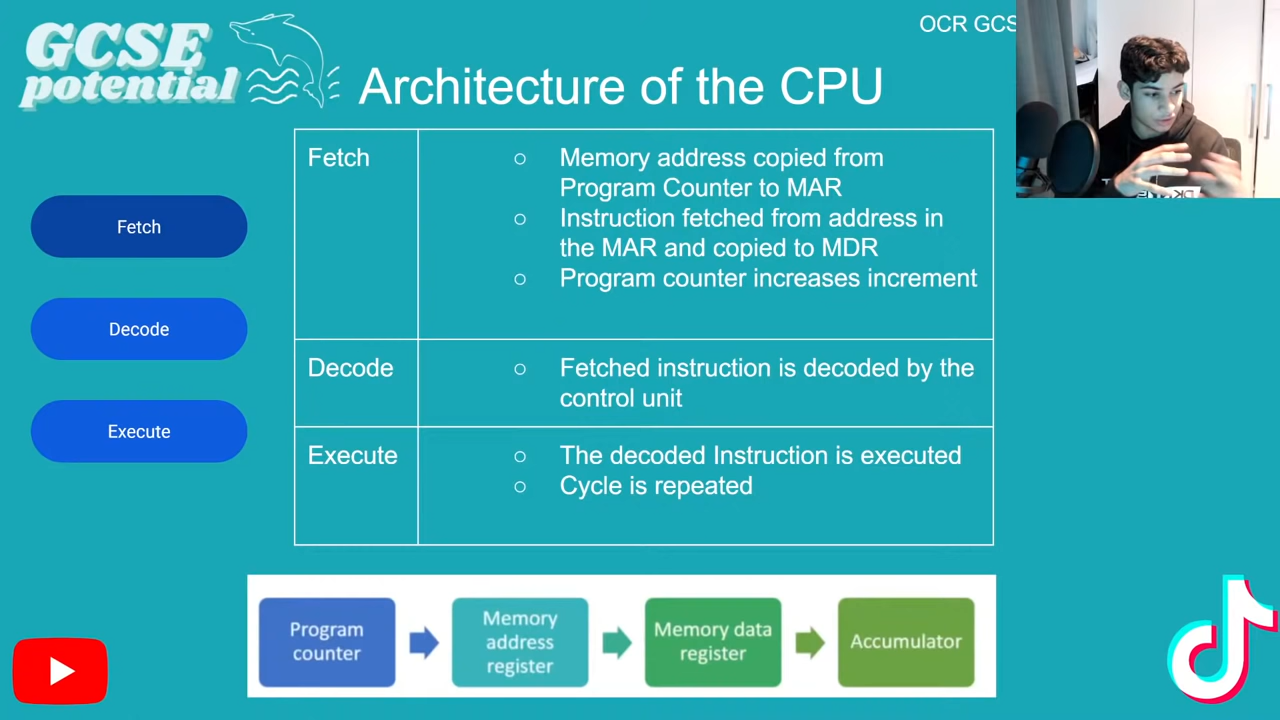 GCSE
potential
OCR GCS
Architecture of the CPU
Fetch
Decode
Execute
Fetch
○ Memory address copied from
Program Counter to MAR
○ Instruction fetched from address in
the MAR and copied to MDR
○ Program counter increases increment
Decode
○ Fetched instruction is decoded by the
control unit
Execute
○ The decoded Instruction is executed
○ Cycle is repeated
Program
counter
Memory
address
register
Memory data
register
Accumulator